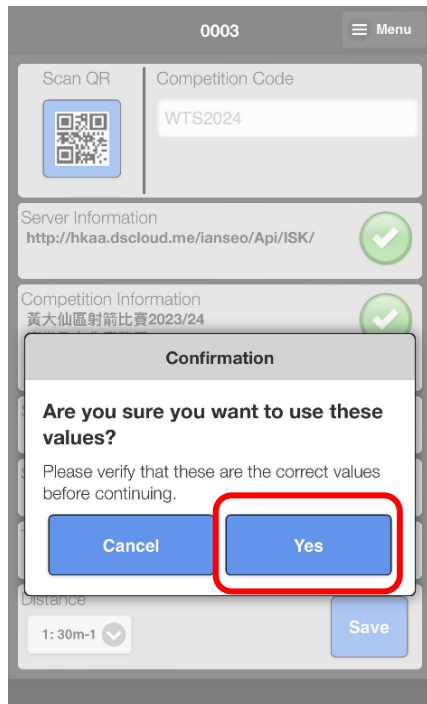 0003
Menu
Scan QR
Competition Code
WTS2024
Server Information
http://hkaa.dscloud.me/ianseo/Api/ISK/
Competition Information
黃大仙區射箭比賽2023/24
Confirmation
Are you sure you want to use these
values?
Please verify that these are the correct values
before continuing.
Cancel
Yes
Distance
1: 30m-1
Save